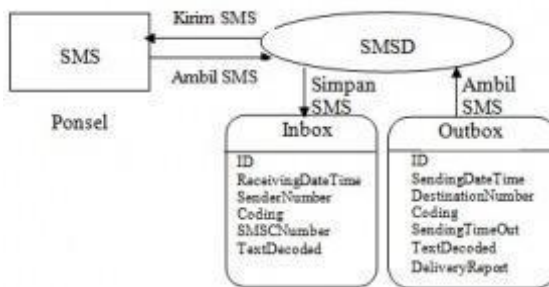 Kirim SMS
SMS
SMSD
Ambil SMS
Simpan
SMS
Ambil
SMS
Ponsel
Inbox
ID
ReceivingDateTime
SenderNumber
Coding
SMSCNumber
TextDecoded
Outbox
ID
SendingDateTime
DestinationNumber
Coding
SendingTimeOut
TextDecoded
DeliveryReport